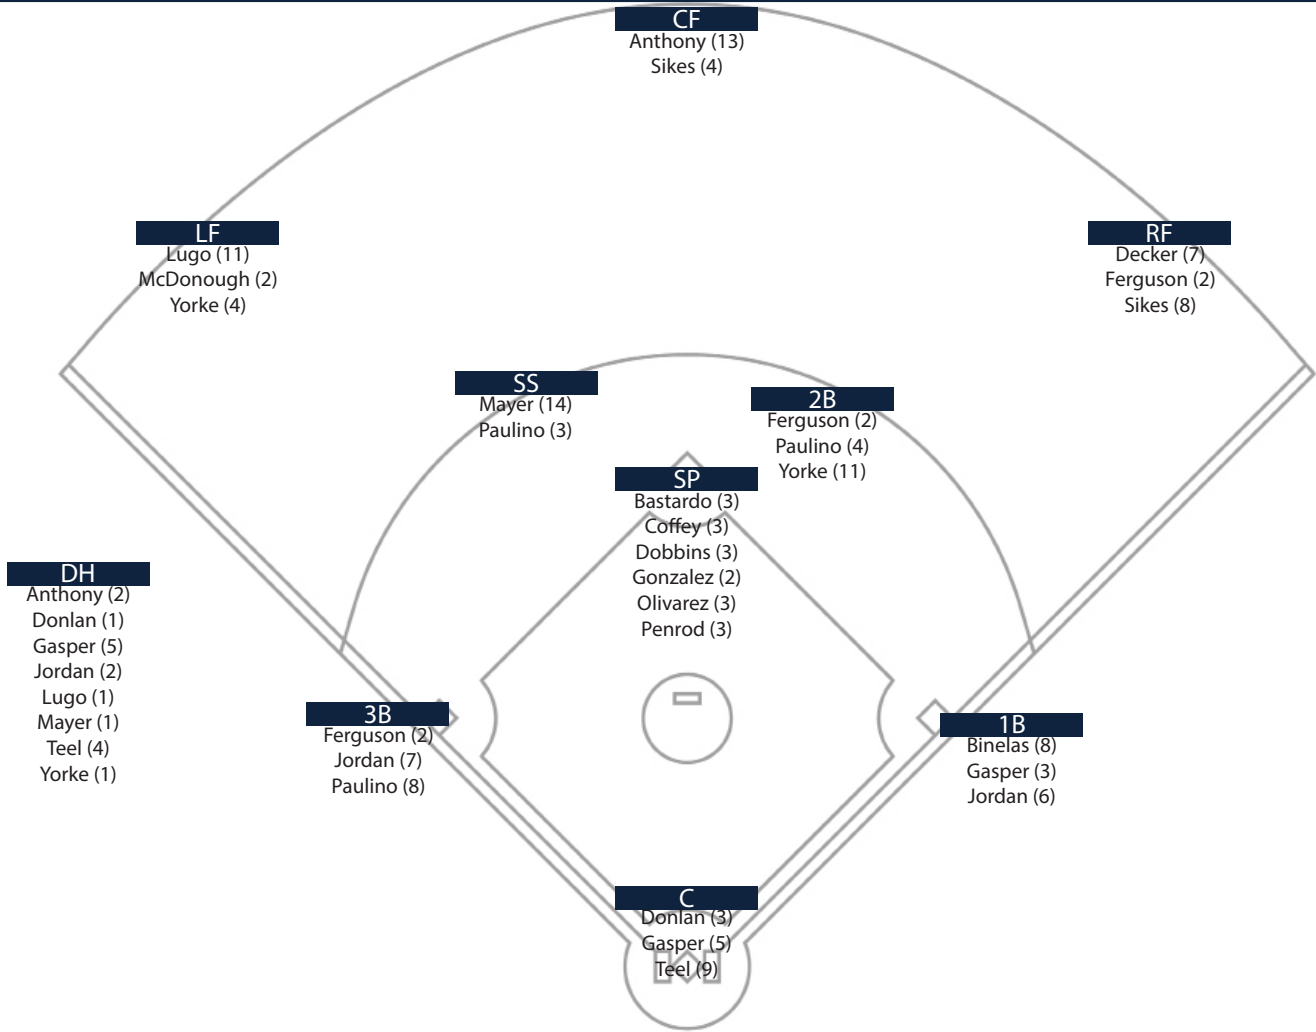 CF
Anthony (13)
Sikes (4)
LF
Lugo (11)
McDonough (2)
Yorke (4)
RF
Decker (7)
Ferguson (2)
Sikes (8)
SS
Mayer (14)
Paulino (3)
2B
Ferguson (2)
Paulino (4)
Yorke (11)
SP
Bastardo (3)
Coffey (3)
Dobbins (3)
Gonzalez (2)
Olivarez (3)
Penrod (3)
DH
Anthony (2)
Donlan (1)
Gasper (5)
Jordan (2)
Lugo (1)
Mayer (1)
Teel (4)
Yorke (1)
3B
Ferguson (2)
Jordan (7)
Paulino (8)
1B
Binelas (8)
Gasper (3)
Jordan (6)
C
Donlan (3)
Gasper (5)
Teel (9)